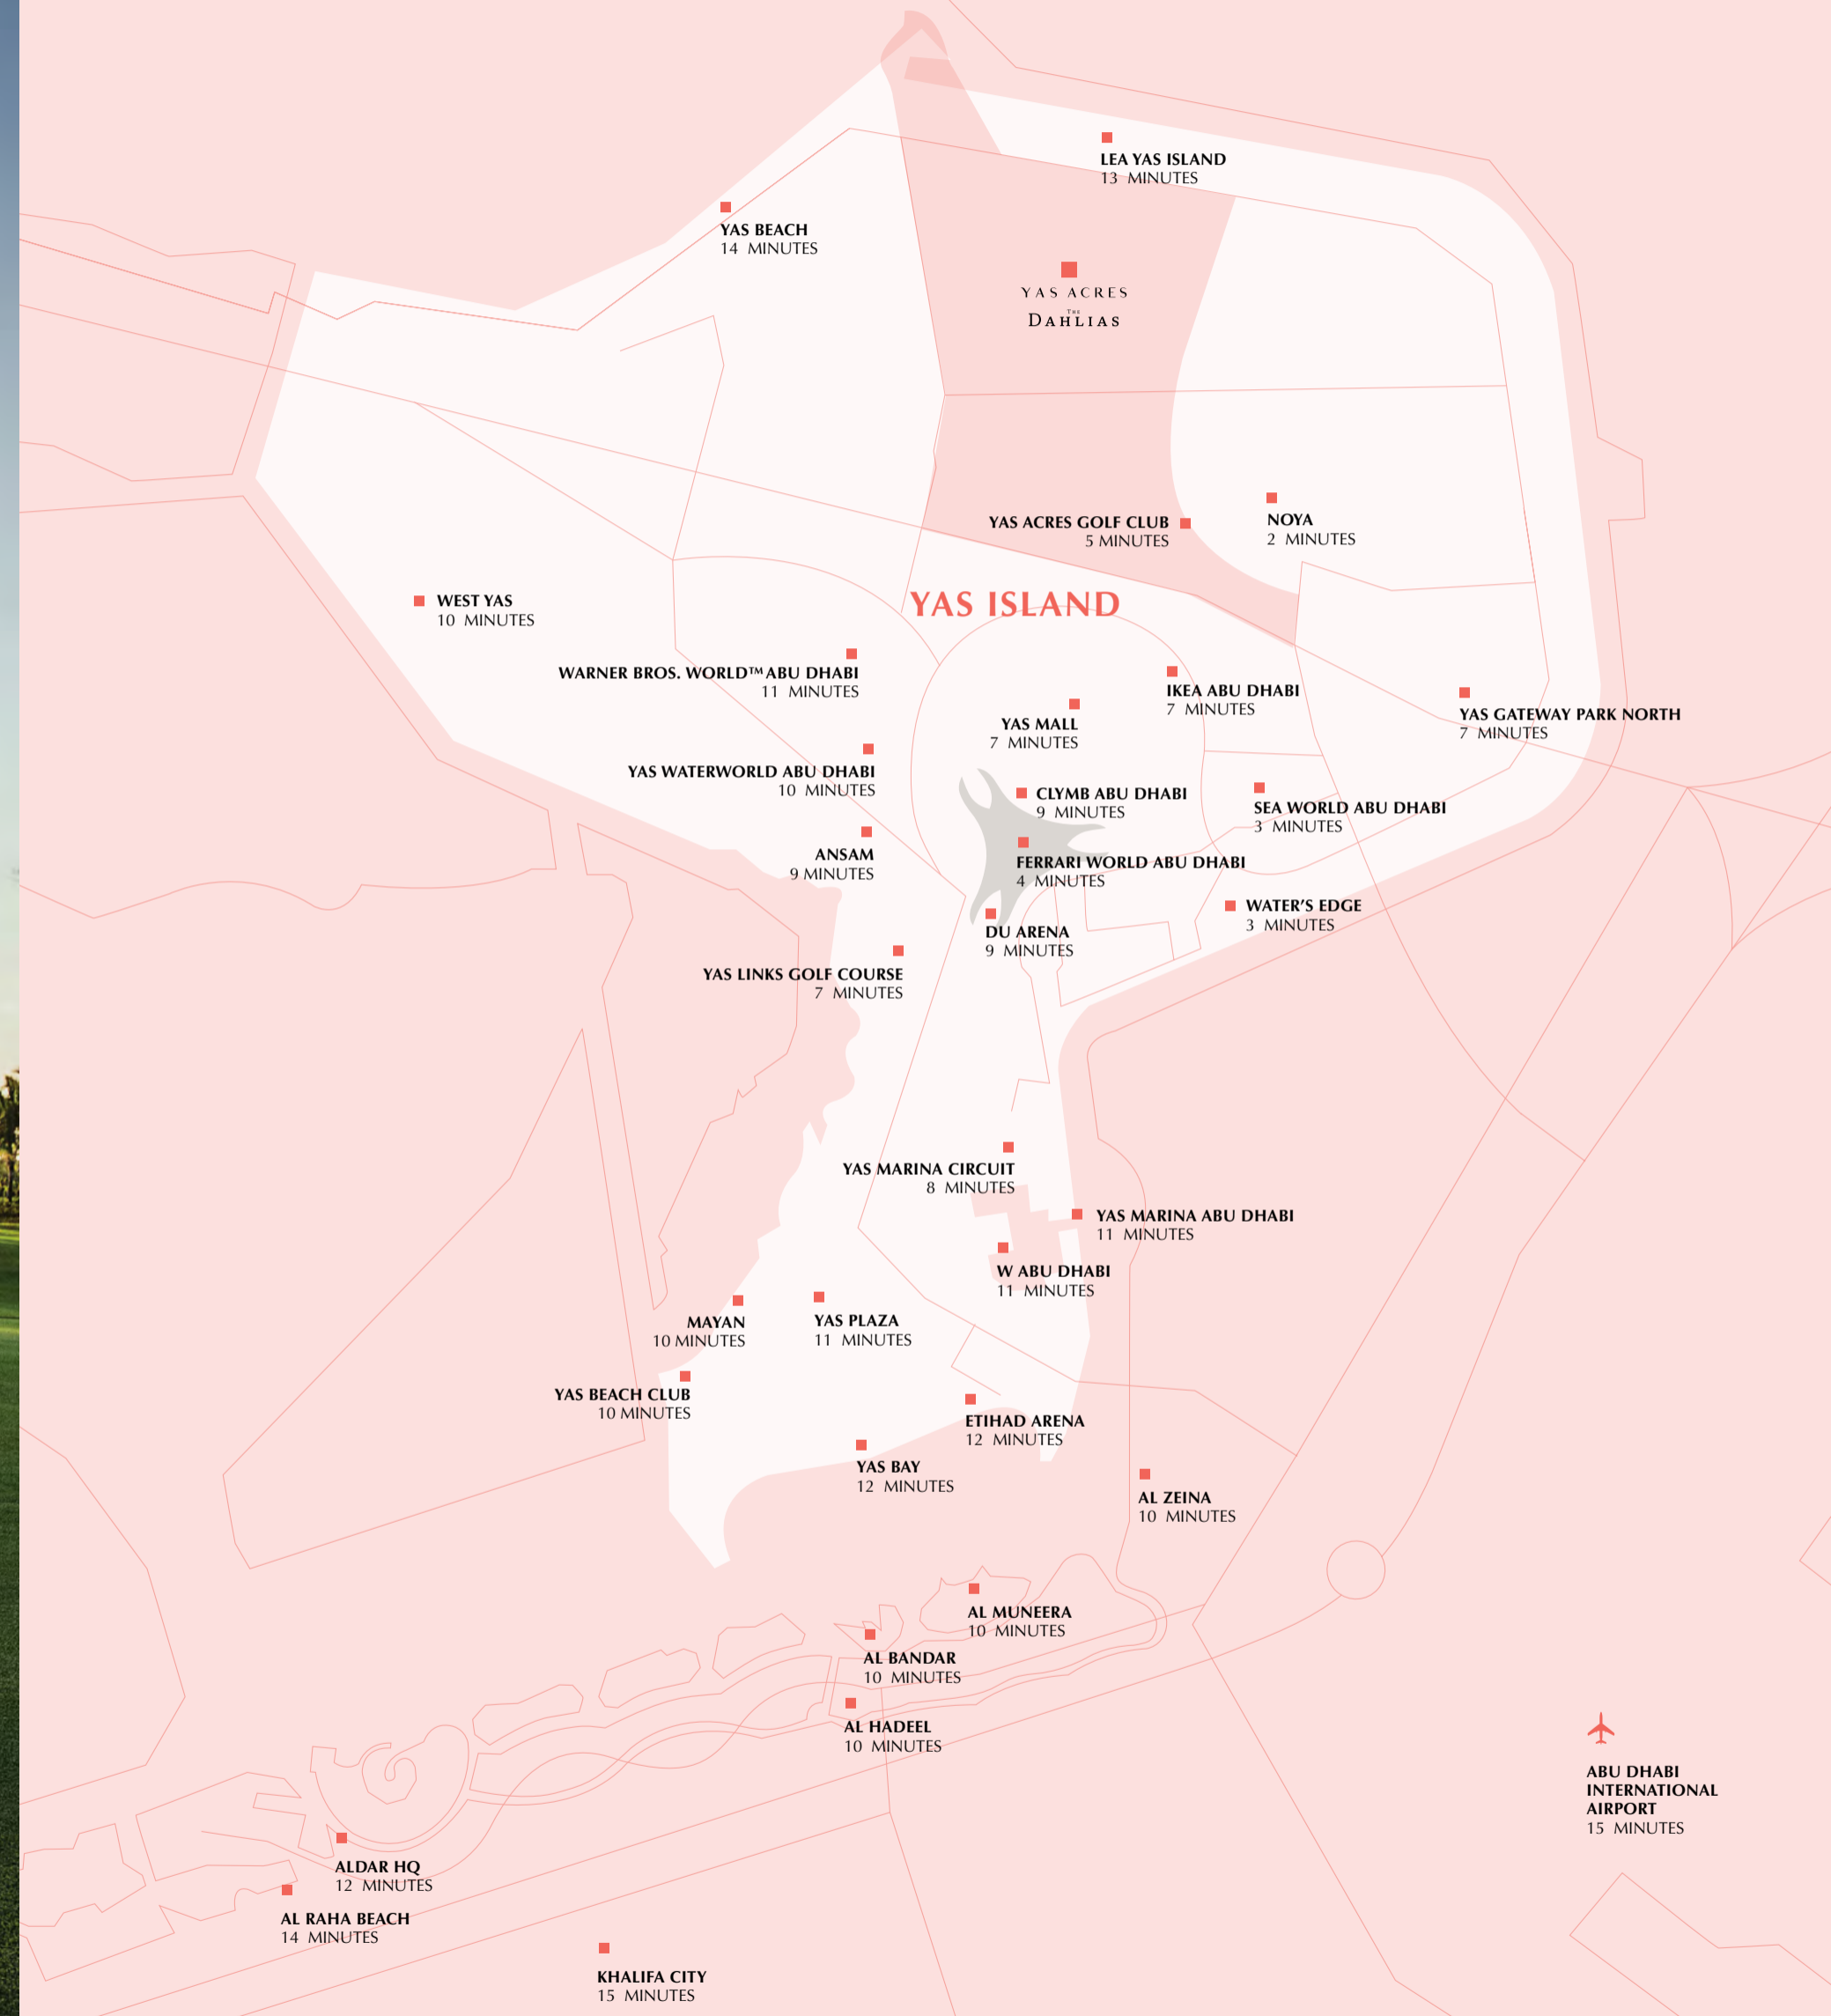 LEA YAS ISLAND
13 MINUTES
YAS BEACH
14 MINUTES
YAS ACRES
THE
DAHLIAS
NOYA
2 MINUTES
YAS ACRES GOLF CLUB
5 MINUTES
YAS ISLAND
WEST YAS
10 MINUTES
WARNER BROS. WORLD™ ABU DHABI
11 MINUTES
IKEA ABU DHABI
7 MINUTES
YAS MALL
7 MINUTES
YAS GATEWAY PARK NORTH
7 MINUTES
YAS WATERWORLD ABU DHABI
10 MINUTES
CLYMB ABU DHABI
9 MINUTES
SEA WORLD ABU DHABI
3 MINUTES
ANSAM
9 MINUTES
FERRARI WORLD ABU DHABI
4 MINUTES
WATER’S EDGE
3 MINUTES
DU ARENA
9 MINUTES
YAS LINKS GOLF COURSE
7 MINUTES
YAS MARINA CIRCUIT
8 MINUTES
YAS MARINA ABU DHABI
11 MINUTES
W ABU DHABI
11 MINUTES
MAYAN
10 MINUTES
YAS PLAZA
11 MINUTES
YAS BEACH CLUB
10 MINUTES
ETIHAD ARENA
12 MINUTES
YAS BAY
12 MINUTES
AL ZEINA
10 MINUTES
AL MUNEERA
10 MINUTES
AL BANDAR
10 MINUTES
AL HADEEL
10 MINUTES
ABU DHABI
INTERNATIONAL
AIRPORT
15 MINUTES
ALDAR HQ
12 MINUTES
AL RAHA BEACH
14 MINUTES
KHALIFA CITY
15 MINUTES